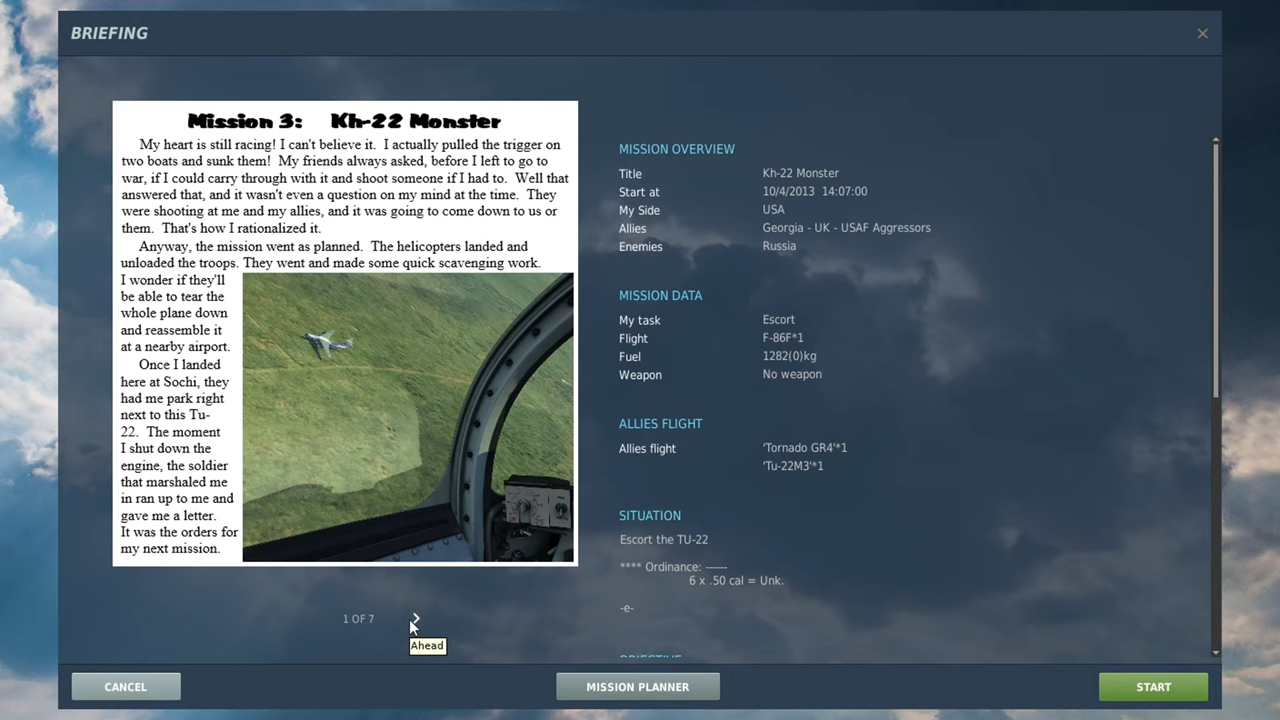 BRIEFING
Mission 3: Kh-22 Monster
My heart is still racing! I can't believe it. I actually pulled the trigger on
two boats and sunk them! My friends always asked, before I left to go to
war, if I could carry through with it and shoot someone if I had to. Well that
answered that, and it wasn't even a question on my mind at the time. They
were shooting at me and my allies, and it was going to come down to us or
them. That's how I rationalized it.
Anyway, the mission went as planned. The helicopters landed and
unloaded the troops. They went and made some quick scavenging work.
I wonder if they'll
be able to tear the
whole plane down
and reassemble it
at a nearby airport.
Once I landed
here at Sochi, they
had me park right
next to this Tu-
22. The moment
I shut down the
engine, the soldier
that marshaled me
in ran up to me and
gave me a letter.
It was the orders for
my next mission.
1 OF 7
Ahead
MISSION OVERVIEW
Title Kh-22 Monster
Start at 10/4/2013 14:07:00
My Side USA
Allies Georgia - UK - USAF Aggressors
Enemies Russia
MISSION DATA
My task Escort
Flight F-86F*1
Fuel 1282(0)kg
Weapon No weapon
ALLIES FLIGHT
Allies flight 'Tornado GR4'*1
'Tu-22M3'*1
SITUATION
Escort the TU-22
**** Ordinance: ------
6 x .50 cal = Unk.
-e-
OBJECTIVE
CANCEL
MISSION PLANNER
START